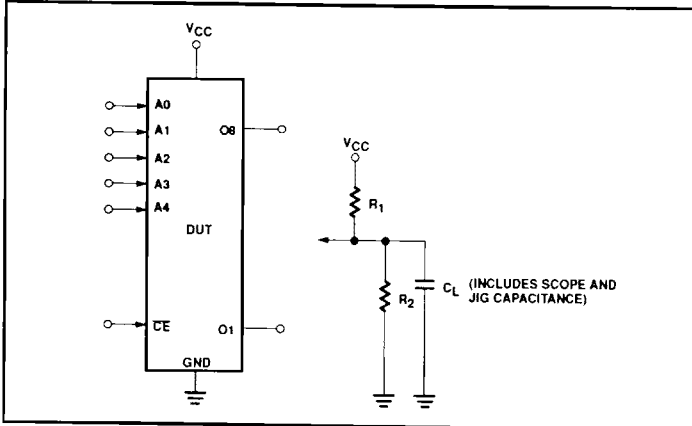 VCC
A0
A1
A2
A3
A4
O8
DUT
CE
O1
GND
VCC
R1
R2
CL (INCLUDES SCOPE AND
JIG CAPACITANCE)